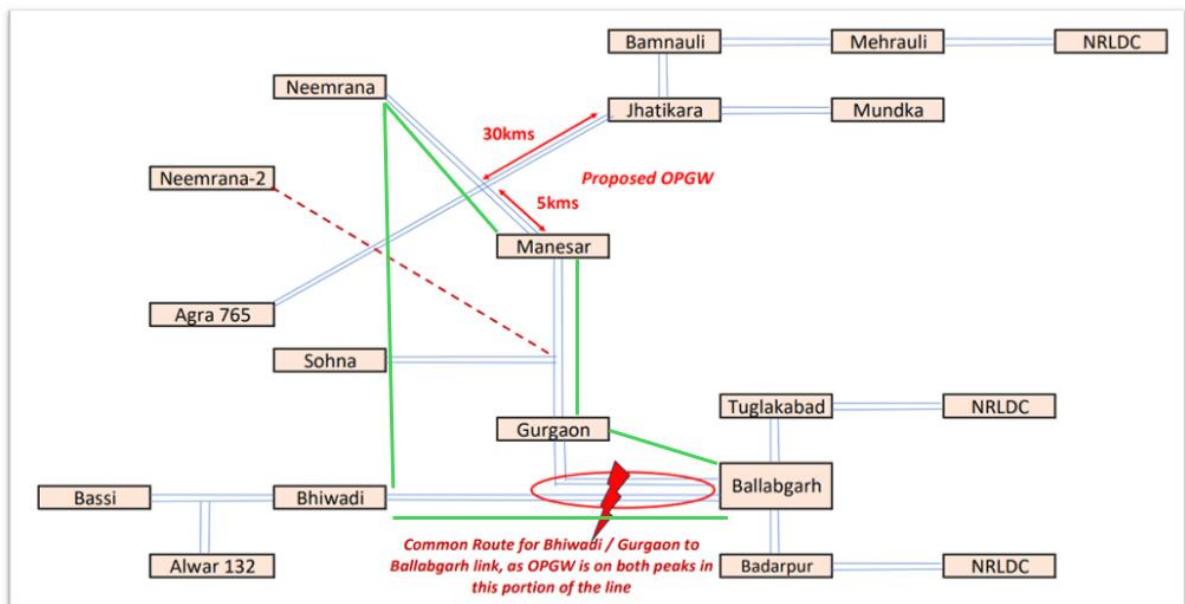 Bamnauli
Mehrauli
NRLDC
Neemrana
Jhatikara
Mundka
30kms
Neemrana-2
Proposed OPGW
5kms
Manesar
Agra 765
Sohna
Tuglakabad
NRLDC
Gurgaon
Ballabgarh
Bassi
Bhiwadi
Common Route for Bhiwadi / Gurgaon to
Ballabgarh link, as OPGW is on both peaks in
this portion of the line
Alwar 132
Badarpur
NRLDC